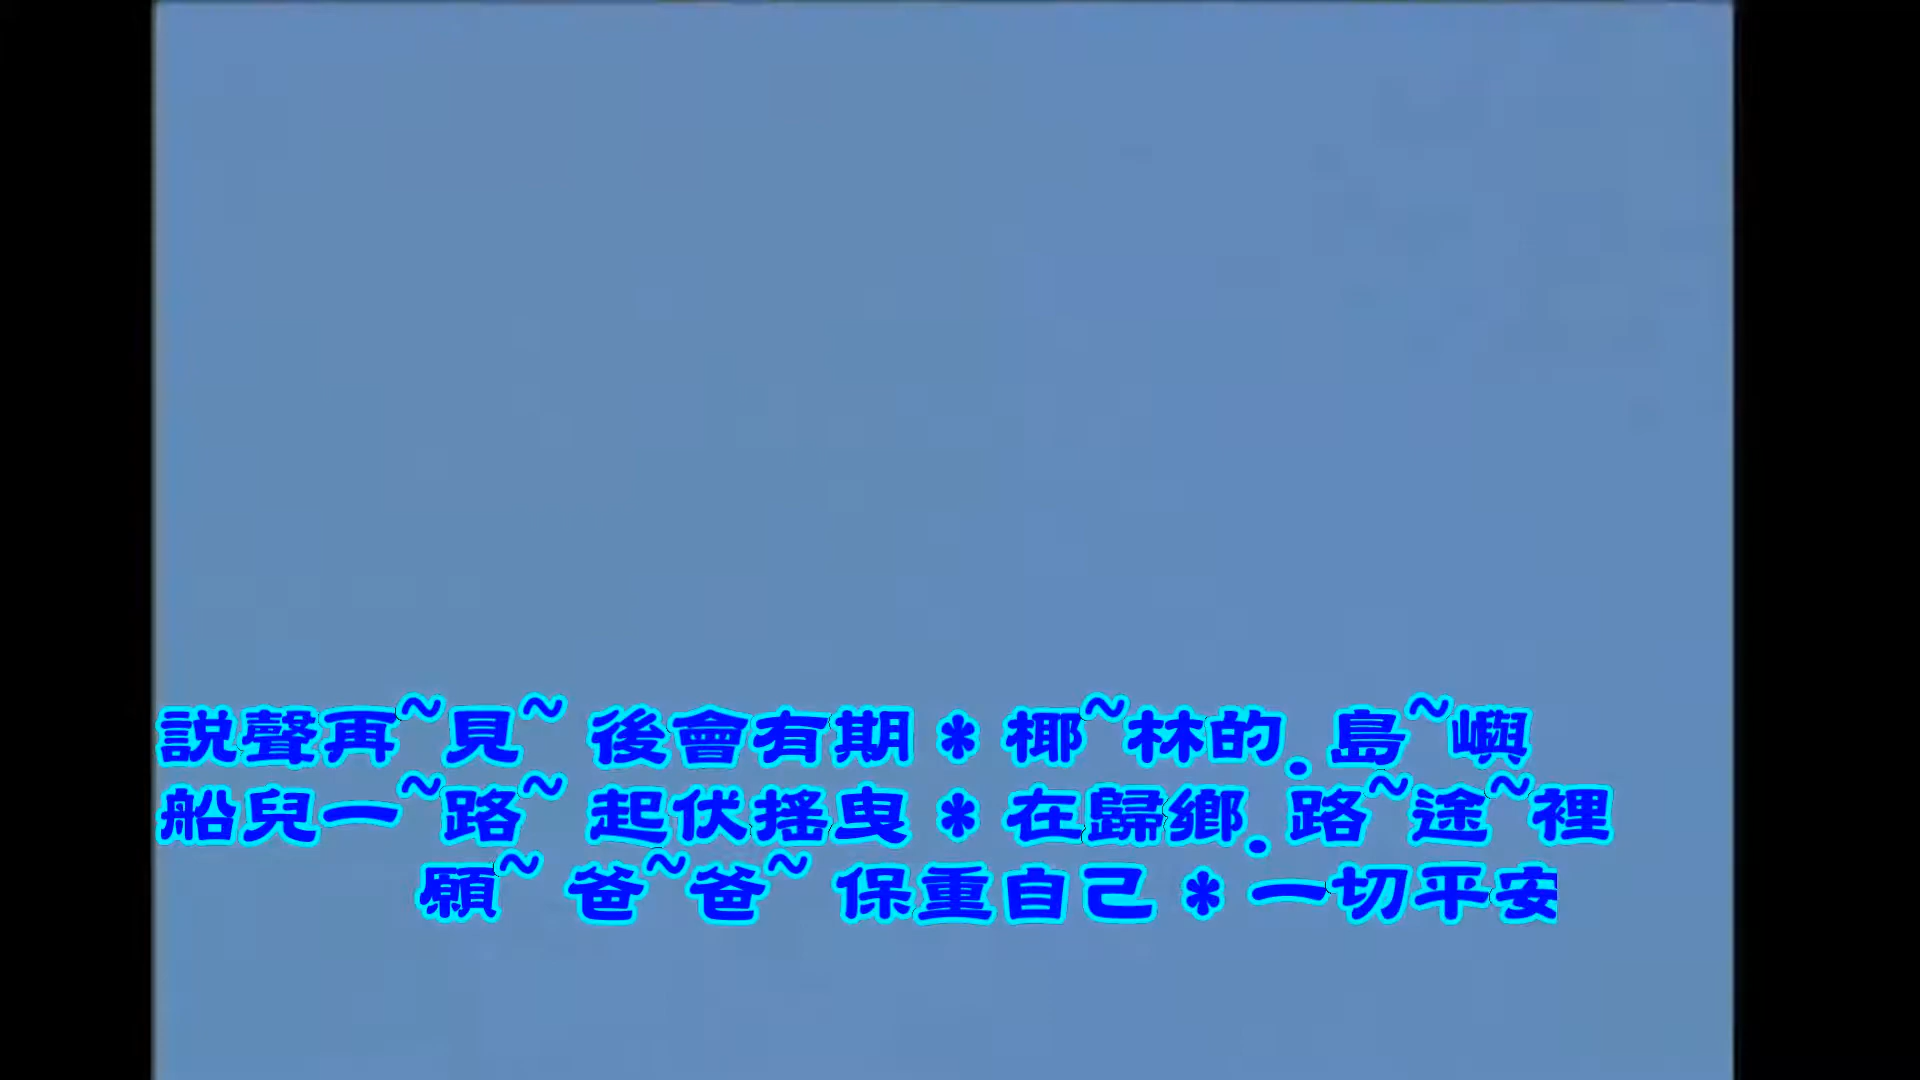 說聲再~見~ 後會有期 * 椰~林的.島~嶼
船兒一~路~ 起伏搖曳 * 在歸鄉.路~途~裡
願~ 爸~爸~ 保重自己 * 一切平安